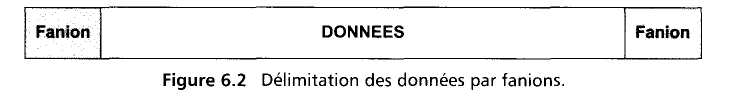 Fanion DONNEES Fanion
Figure 6.2 Délimitation des données par fanions.